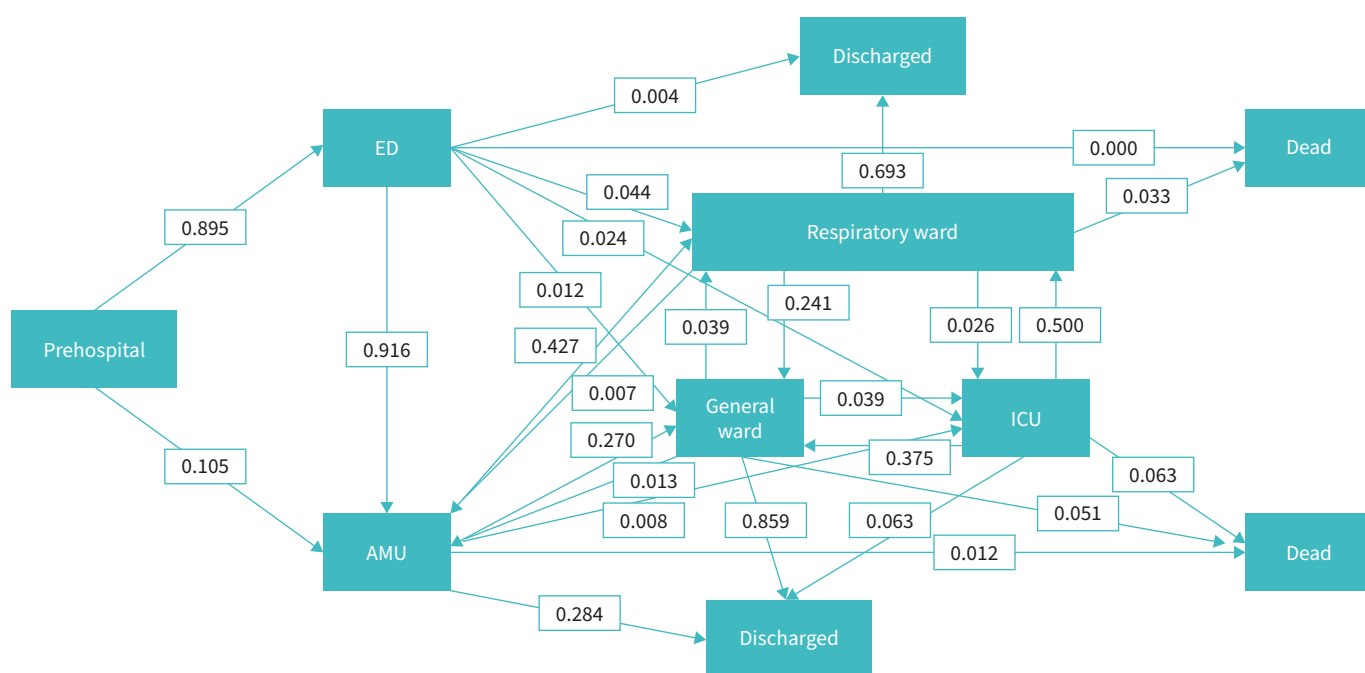 Discharged
0.004
ED
0.000
Dead
0.693
0.044
0.033
0.895
0.024
Respiratory ward
0.012
0.241
0.039
0.026
0.500
Prehospital
0.916
0.427
0.007
0.039
General
ward
ICU
0.270
0.375
0.105
0.013
0.063
0.008
0.859
0.063
0.051
AMU
0.012
Dead
0.284
Discharged